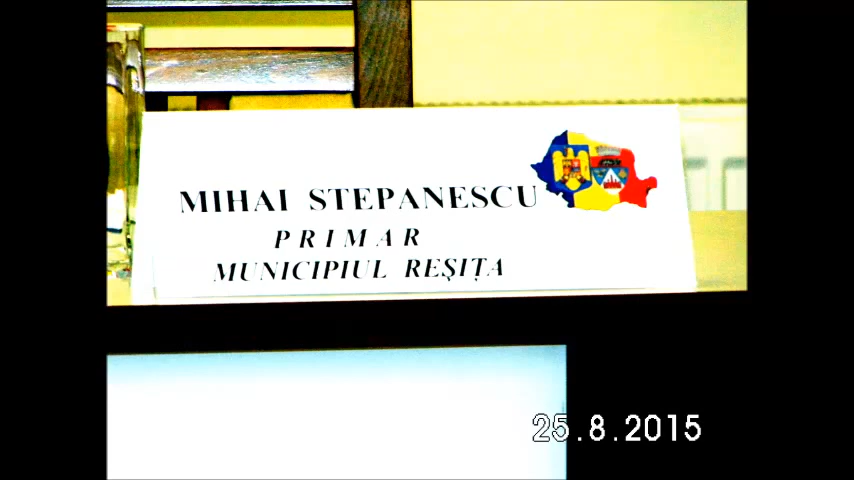 MIHAI STEPANESCU
PRIMAR
MUNICIPIUL REȘIȚA
25.8.2015